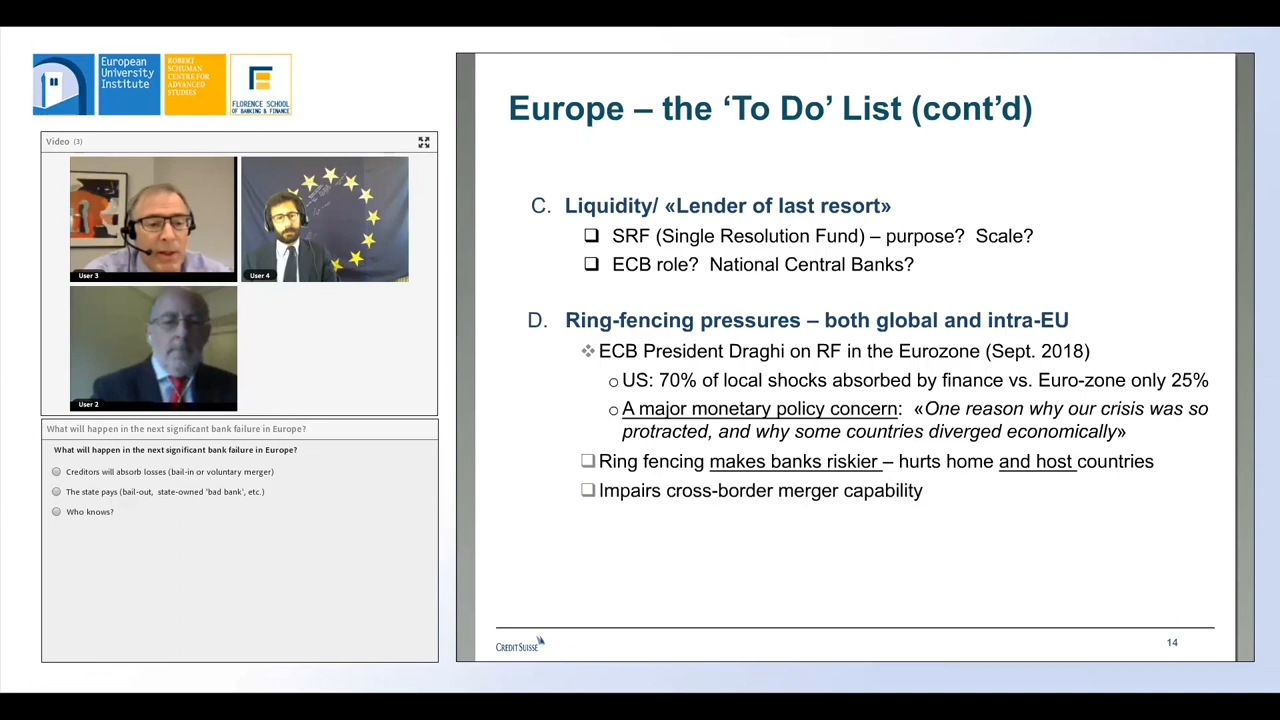 European
University
Institute
ROBERT
SCHUMAN
CENTRE FOR
ADVANCED
STUDIES
FLORENCE SCHOOL
OF BANKING & FINANCE
Video (3)
User 3
User 4
User 2
What will happen in the next significant bank failure in Europe?
What will happen in the next significant bank failure in Europe?
Creditors will absorb losses (bail-in or voluntary merger)
The state pays (bail-out, state-owned 'bad bank', etc.)
Who knows?
Europe – the ‘To Do’ List (cont’d)
C. Liquidity/ «Lender of last resort»
SRF (Single Resolution Fund) – purpose? Scale?
ECB role? National Central Banks?
D. Ring-fencing pressures – both global and intra-EU
ECB President Draghi on RF in the Eurozone (Sept. 2018)
US: 70% of local shocks absorbed by finance vs. Euro-zone only 25%
A major monetary policy concern: «One reason why our crisis was so
protracted, and why some countries diverged economically»
Ring fencing makes banks riskier – hurts home and host countries
Impairs cross-border merger capability
CREDIT SUISSE
14